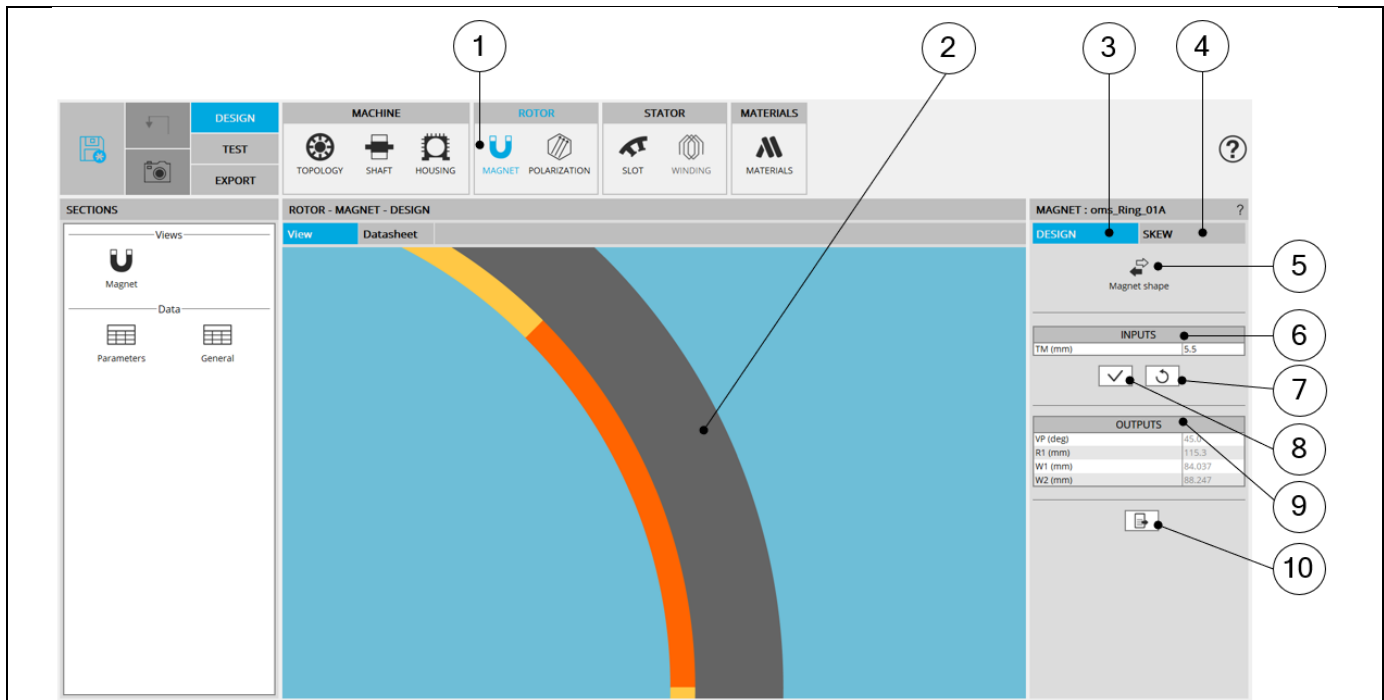 1
2
3
4
DESIGN
TEST
EXPORT
MACHINE
ROTOR
STATOR
MATERIALS
TOPOLOGY
SHAFT
HOUSING
MAGNET
POLARIZATION
SLOT
WINDING
MATERIALS
?
SECTIONS
ROTOR - MAGNET - DESIGN
MAGNET : oms_Ring_01A
?
Views
View
Datasheet
DESIGN
SKEW
Magnet
Magnet shape
5
Data
Parameters
General
INPUTS
6
TM (mm) 5.5
7
OUTPUTS
VP (deg) 45.0
R1 (mm) 115.3
W1 (mm) 84.037
W2 (mm) 88.247
8
9
10